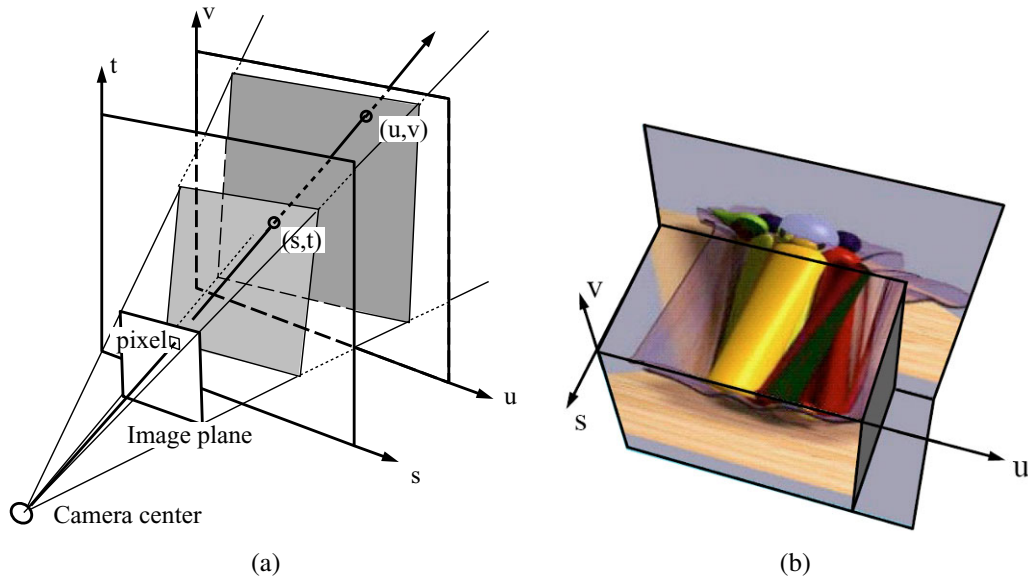 v
t
(u,v)
(s,t)
pixel
u
Image plane
s
Camera center
(a)
v
s
u
(b)